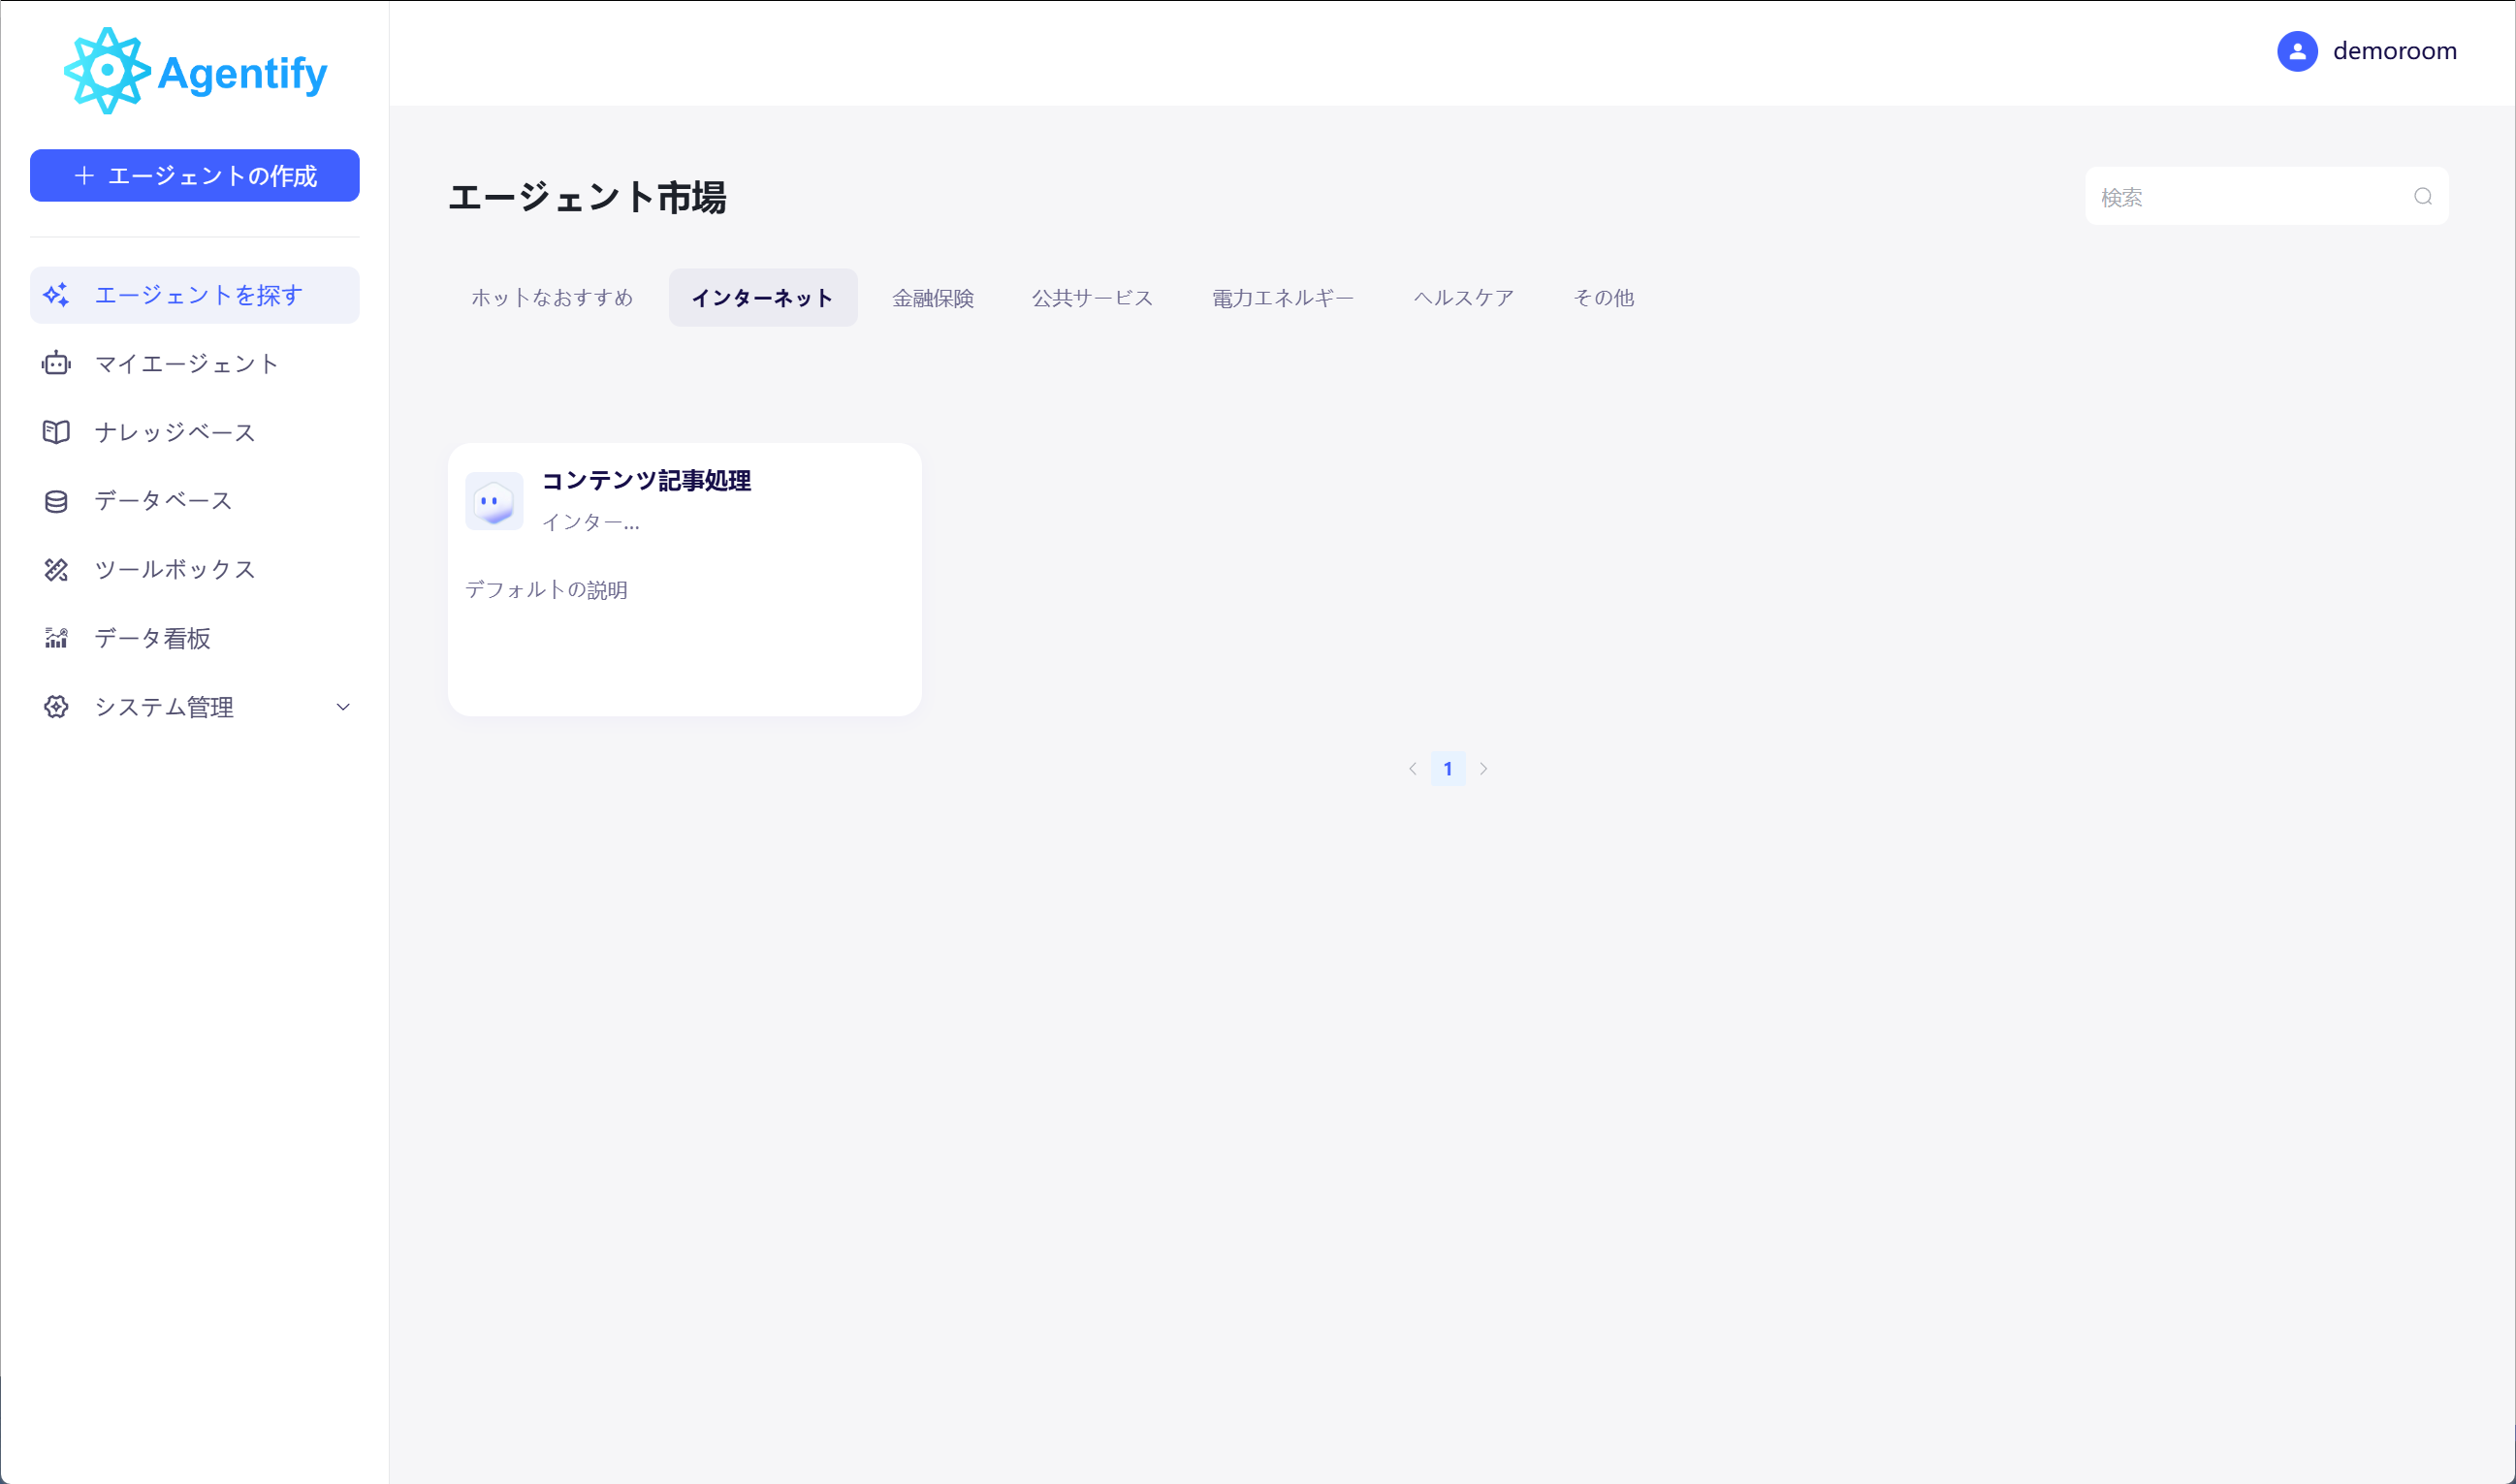 Agentify
demoroom
＋ エージェントの作成
エージェントを探す
マイエージェント
ナレッジベース
データベース
ツールボックス
データ看板
システム管理
エージェント市場
検索
ホットなおすすめ
インターネット
金融保険
公共サービス
電力エネルギー
ヘルスケア
その他
コンテンツ記事処理
インター...
デフォルトの説明
1